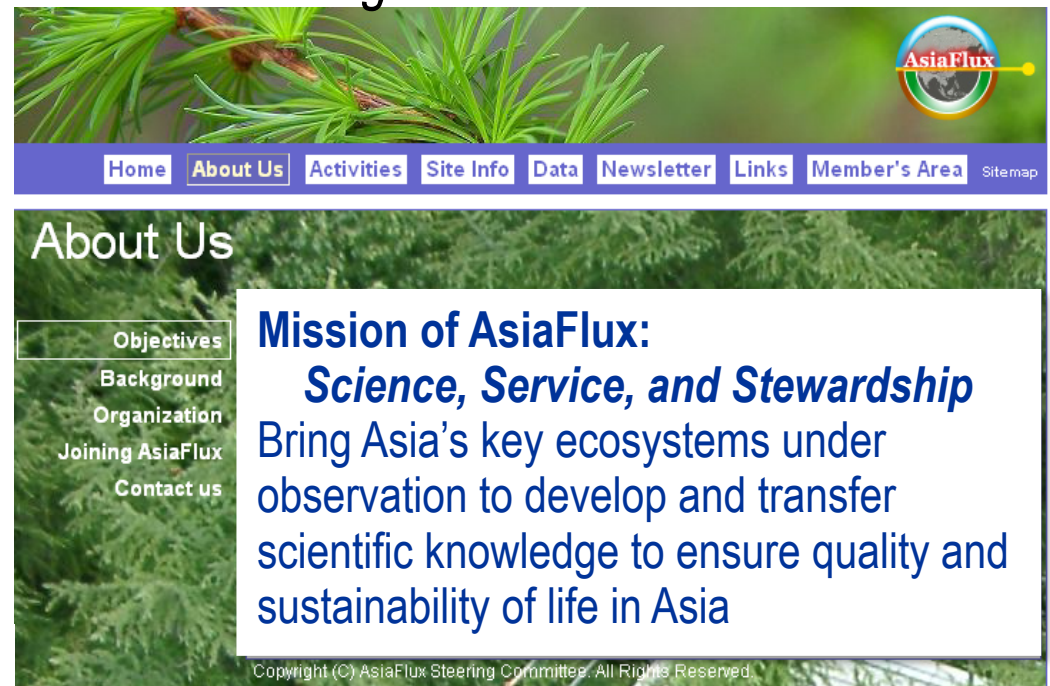 AsiaFlux
Home About Us Activities Site Info Data Newsletter Links Member's Area Sitemap
About Us
Objectives
Background
Organization
Joining AsiaFlux
Contact us
Mission of AsiaFlux:
Science, Service, and Stewardship
Bring Asia’s key ecosystems under
observation to develop and transfer
scientific knowledge to ensure quality and
sustainability of life in Asia
Copyright (C) AsiaFlux Steering Committee. All Rights Reserved.